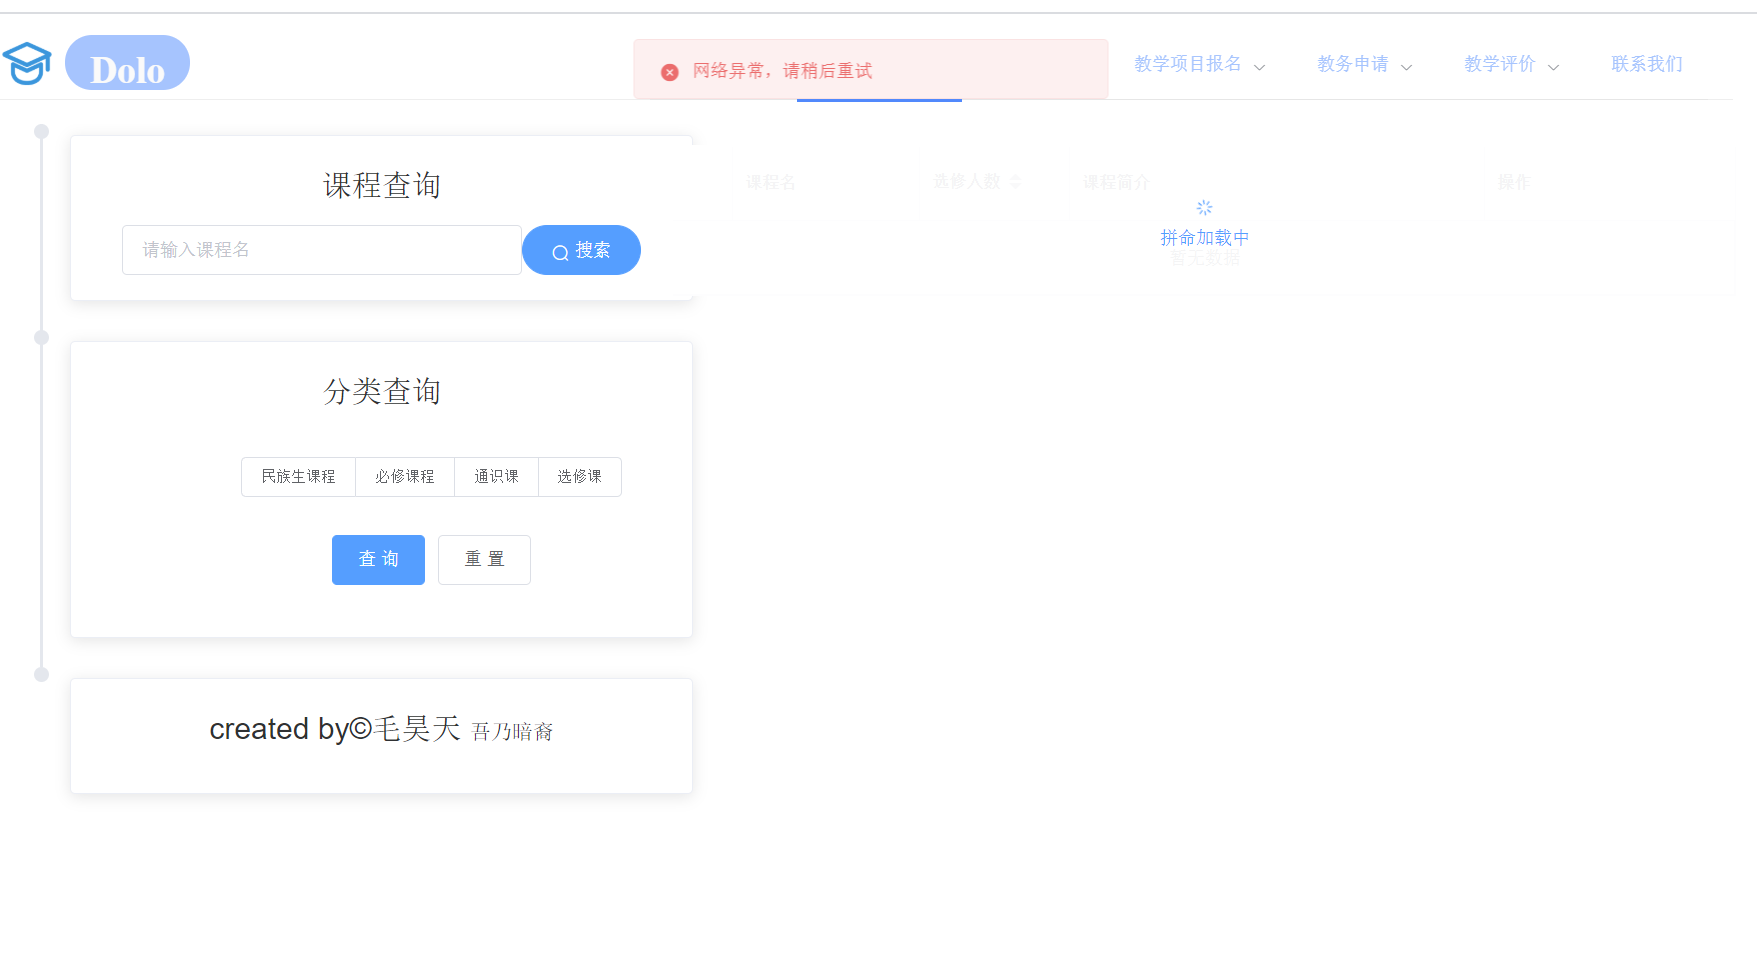 Dolo
网络异常，请稍后重试
教学项目报名
教务申请
教学评价
联系我们
课程查询
请输入课程名
搜索
课程名
选修人数
课程简介
操作
拼命加载中
暂无数据
分类查询
民族生课程
必修课程
通识课
选修课
查 询
重 置
created by©毛昊天 吾乃暗裔